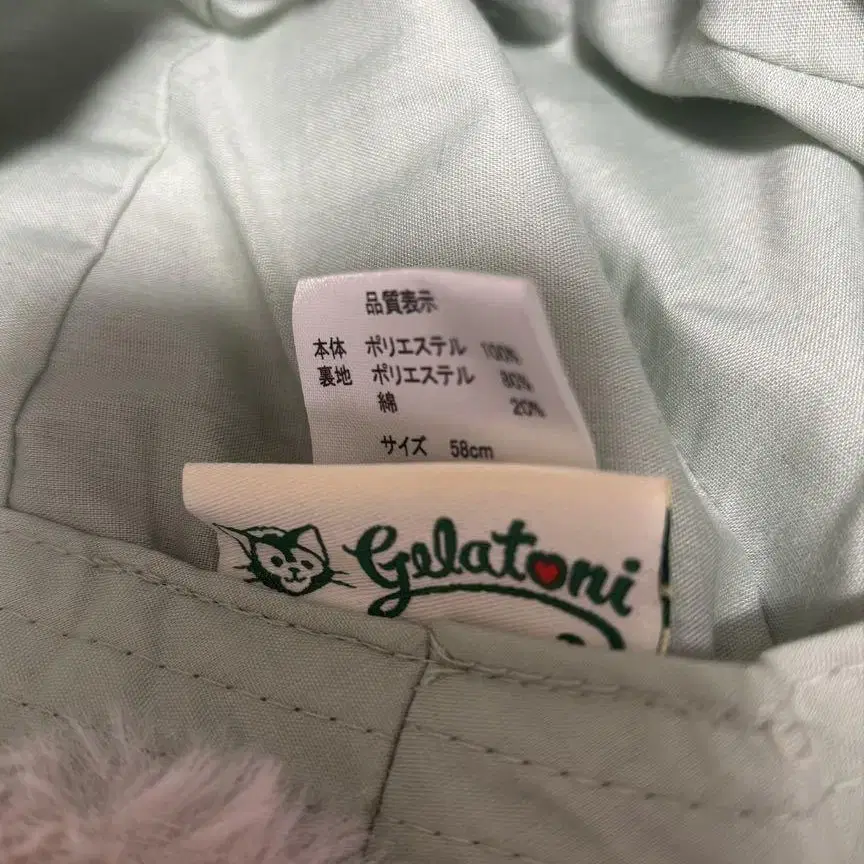 品質表示
本体 ポリエステル 100%
裏地 ポリエステル 80%
綿 20%
サイズ 58cm
Gelatoni